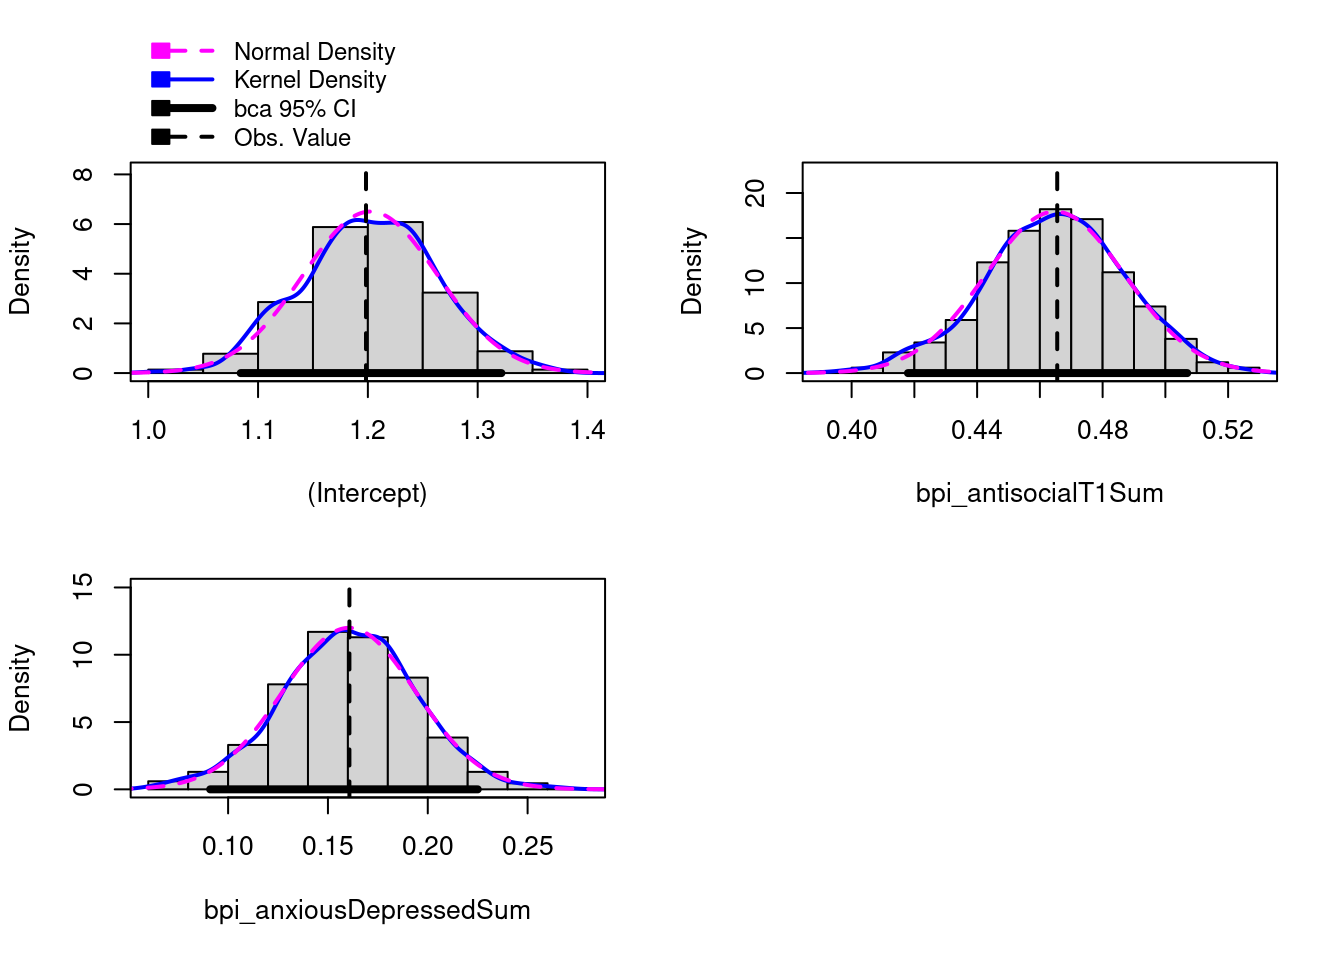 Normal Density
Kernel Density
bca 95% CI
Obs. Value
Density
0 2 4 6 8
1.0 1.1 1.2 1.3 1.4
(Intercept)
Density
0 5 10 20
0.40 0.44 0.48 0.52
bpi_antisocialT1Sum
Density
0 5 10 15
0.10 0.15 0.20 0.25
bpi_anxiousDepressedSum